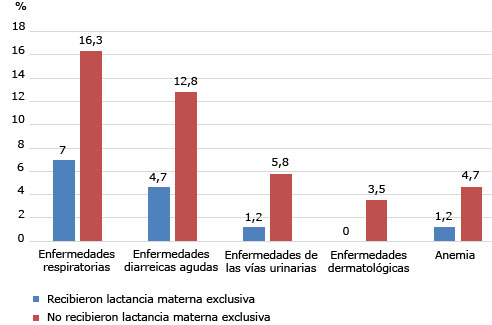 %
18
16
14
12
10
8
6
4
2
0
7
16,3
4,7
12,8
1,2
5,8
0
3,5
1,2
4,7
Enfermedades
respiratorias
Enfermedades
diarreicas agudas
Enfermedades de
las vías urinarias
Enfermedades
dermatológicas
Anemia
Recibieron lactancia materna exclusiva
No recibieron lactancia materna exclusiva